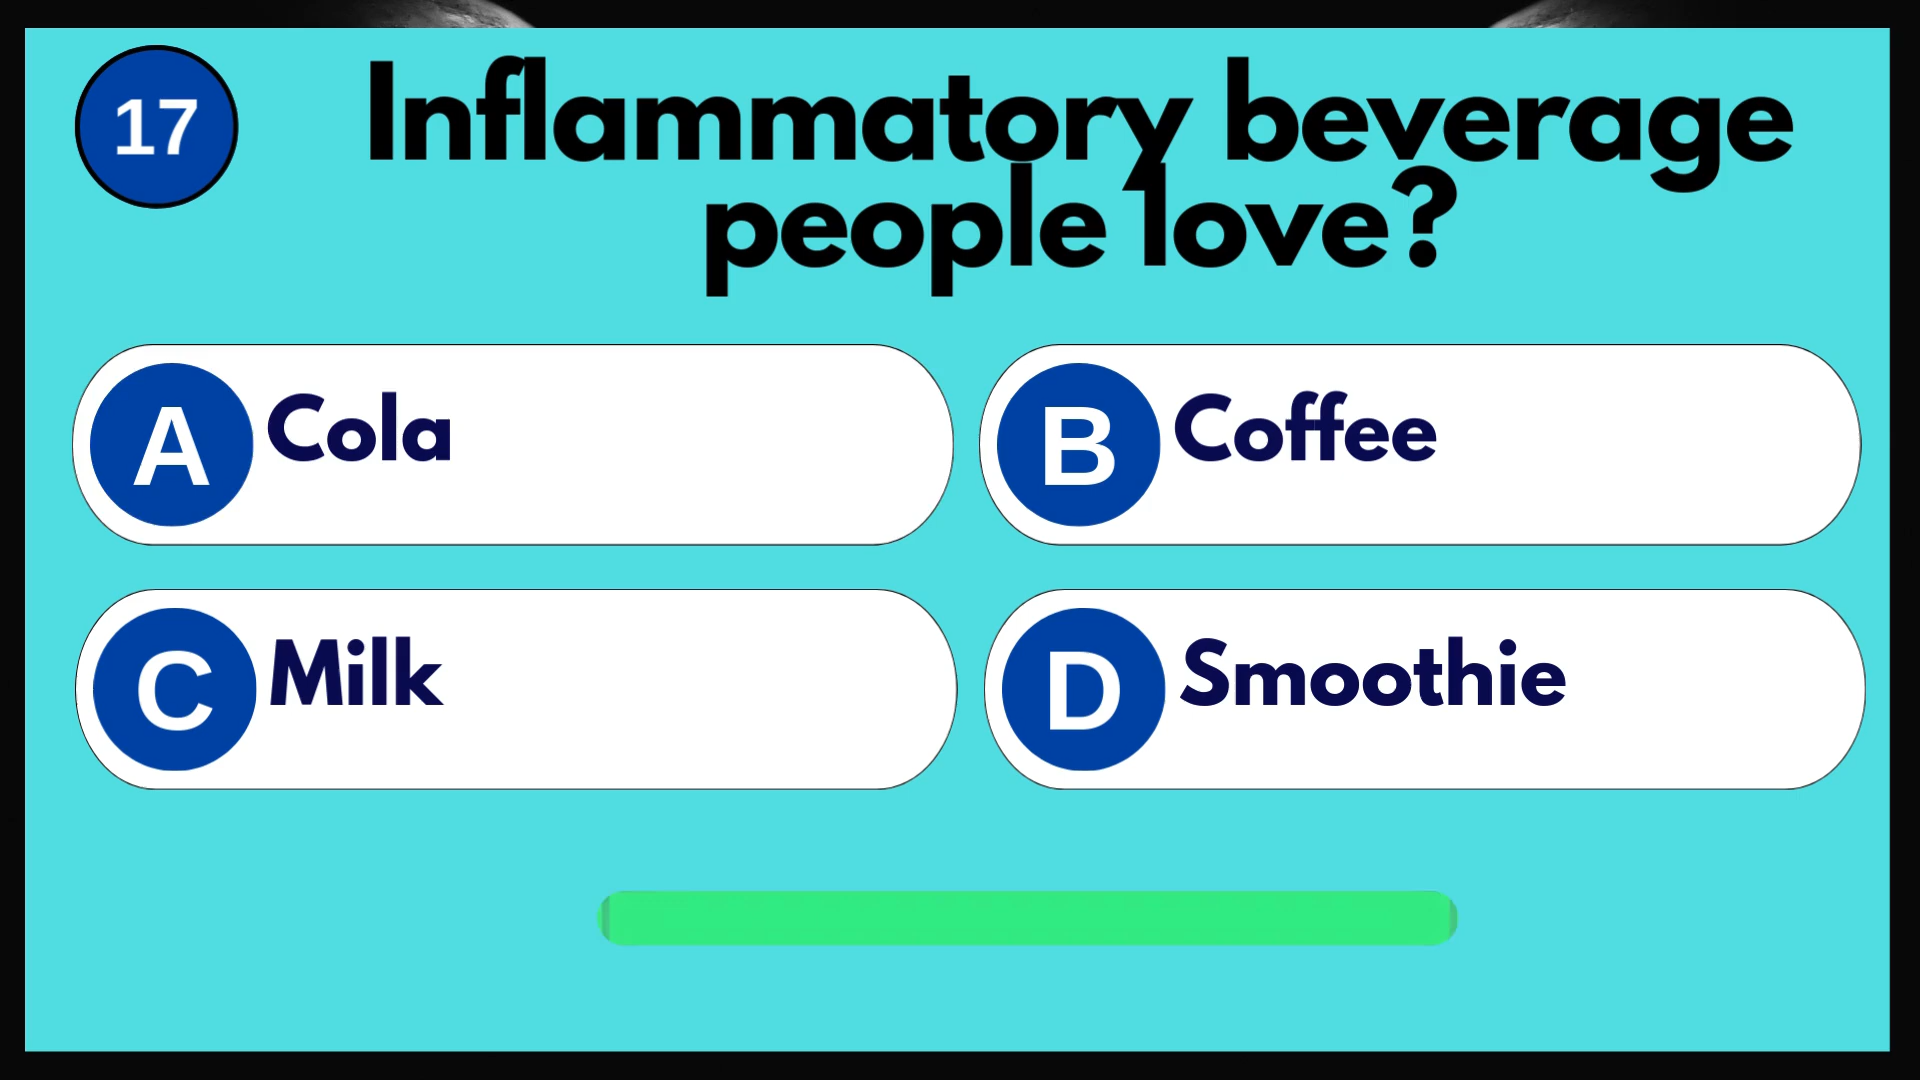 17
Inflammatory beverage
people love?
A Cola
B Coffee
C Milk
D Smoothie